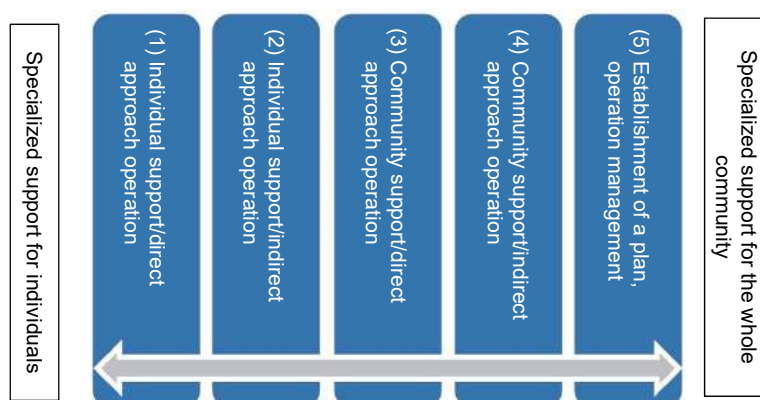 Specialized support for individuals
(1) Individual support/direct
approach operation
(2) Individual support/indirect
approach operation
(3) Community support/direct
approach operation
(4) Community support/indirect
approach operation
(5) Establishment of a plan,
operation management
Specialized support for the whole
community